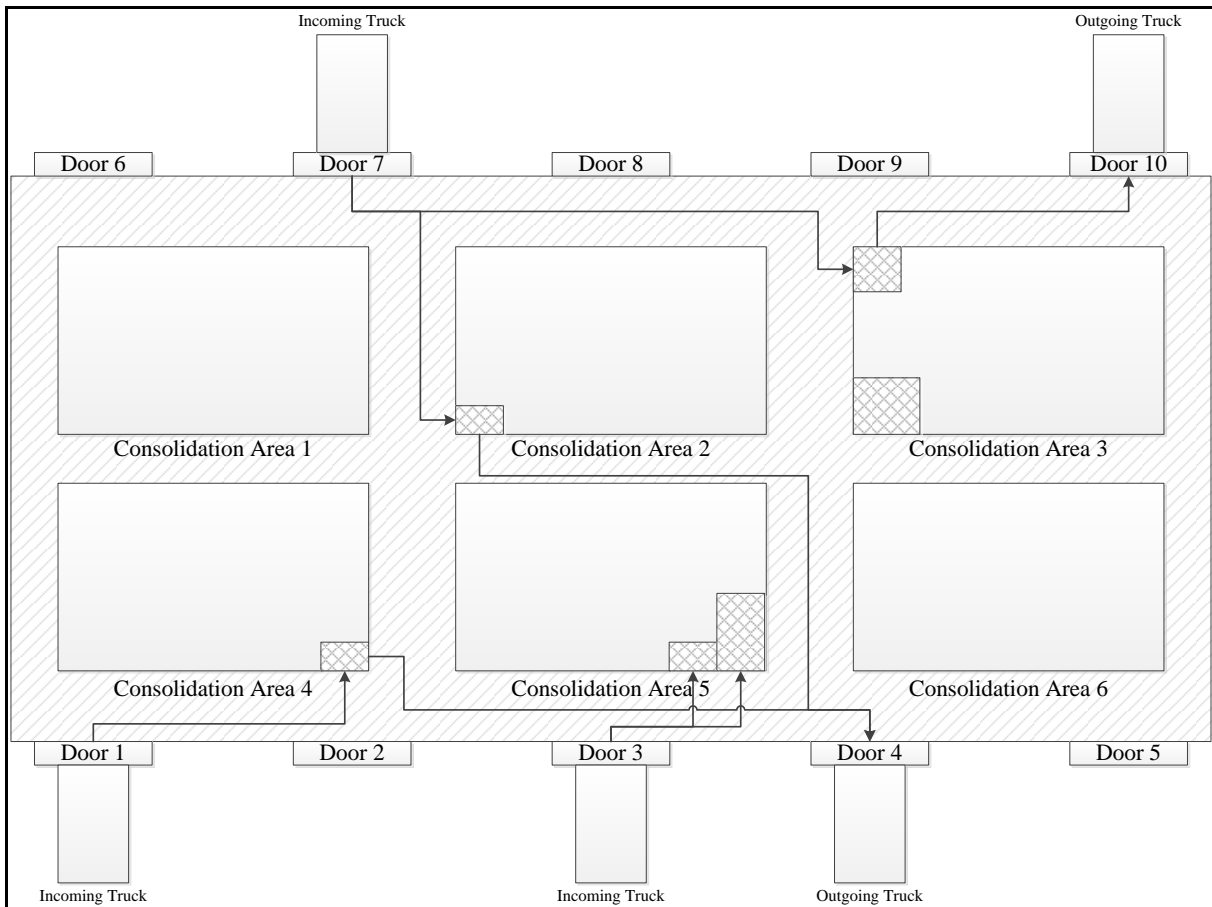 Incoming Truck
Outgoing Truck
Door 6
Door 7
Door 8
Door 9
Door 10
Consolidation Area 1
Consolidation Area 2
Consolidation Area 3
Consolidation Area 4
Consolidation Area 5
Consolidation Area 6
Door 1
Door 2
Door 3
Door 4
Door 5
Incoming Truck
Incoming Truck
Outgoing Truck